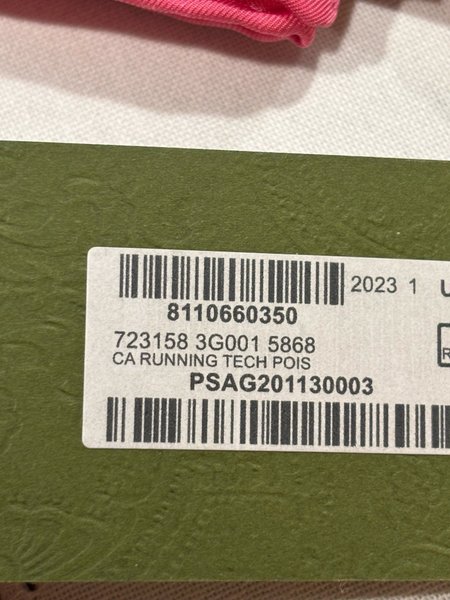 2023 1
8110660350
723158 3G001 5868
CA RUNNING TECH POIS
PSAG201130003